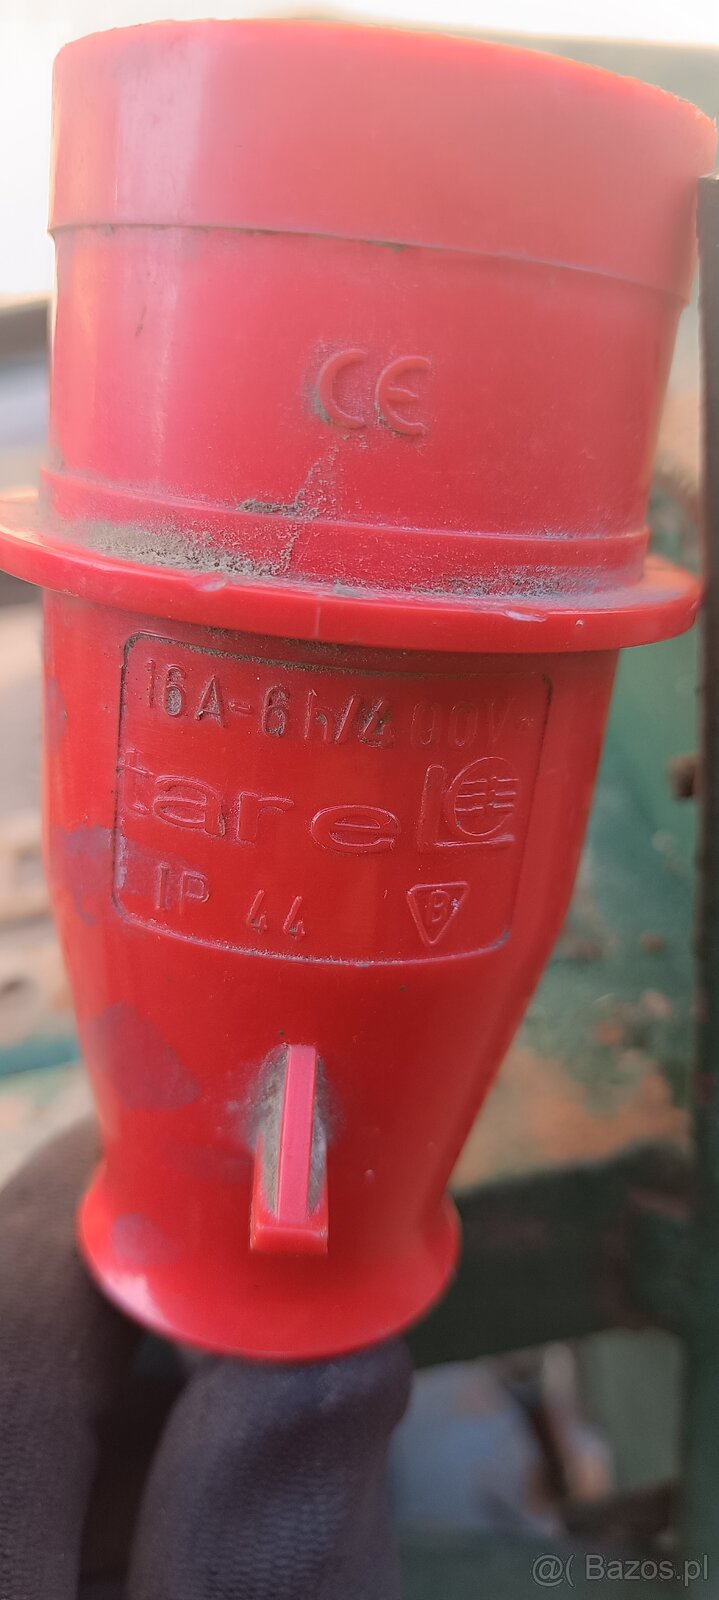 CE
16A-6h/400V~
tarel
IP 44
B
@( Bazos.pl